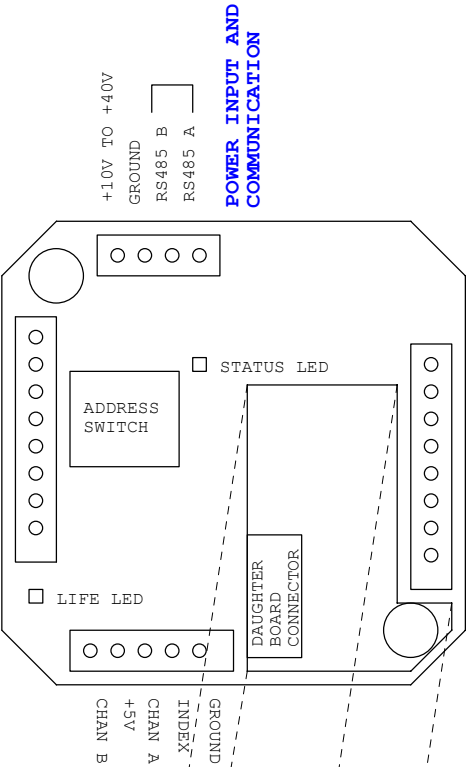 +10V TO +40V
GROUND
RS485 B
RS485 A
POWER INPUT AND
COMMUNICATION
STATUS LED
ADDRESS
SWITCH
DAUGHTER
BOARD
CONNECTOR
LIFE LED
CHAN B
+5V
CHAN A
INDEX
GROUND